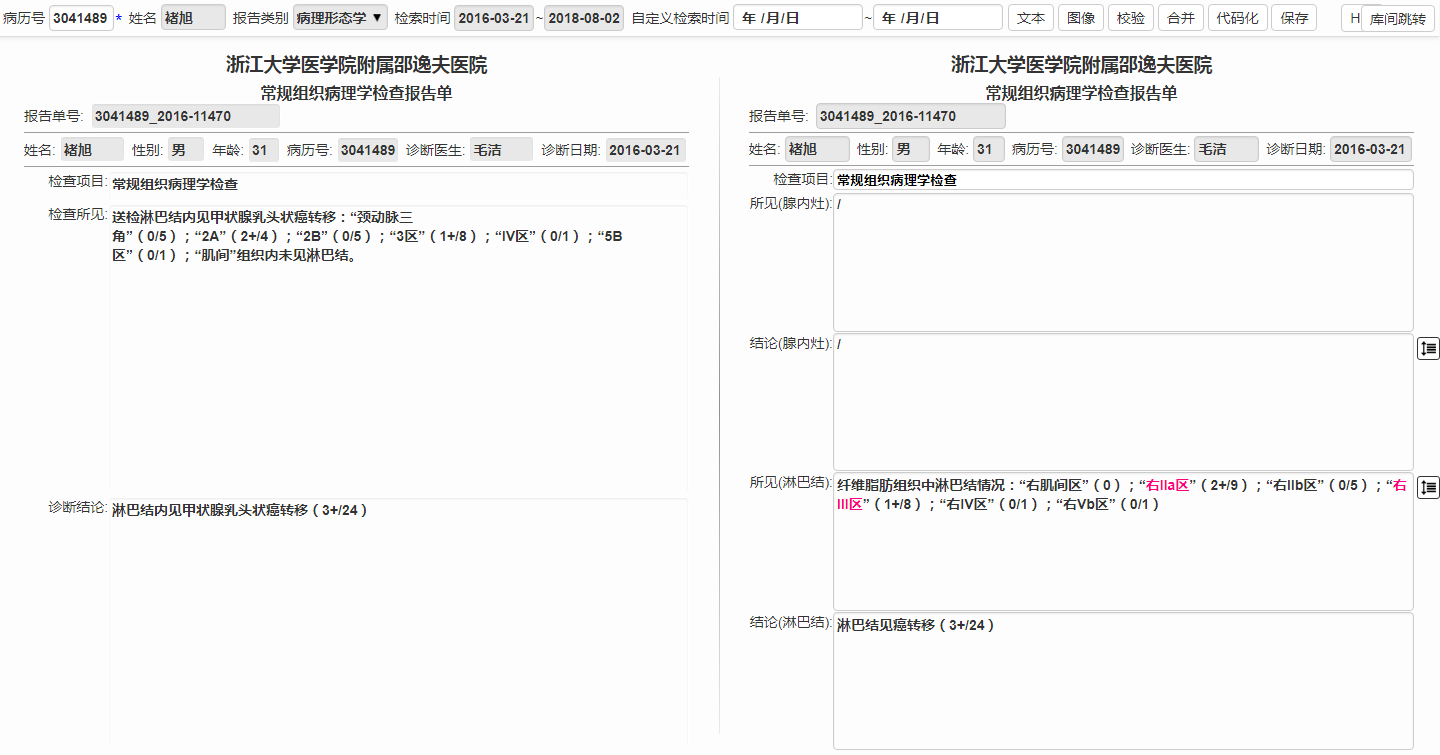 病历号 3041489 * 姓名 褚旭 报告类别 病理形态学 ▼ 检索时间 2016-03-21 ~ 2018-08-02 自定义检索时间 年 /月/日 ~ 年 /月/日 文本 图像 校验 合并 代码化 保存 H 库间跳转
浙江大学医学院附属邵逸夫医院
常规组织病理学检查报告单
报告单号: 3041489_2016-11470
姓名: 褚旭 性别: 男 年龄: 31 病历号: 3041489 诊断医生: 毛洁 诊断日期: 2016-03-21
检查项目: 常规组织病理学检查
检查所见: 送检淋巴结内见甲状腺乳头状癌转移：“颈动脉三
角”（0/5）；“2A”（2+/4）；“2B”（0/5）；“3区”（1+/8）；“IV区”（0/1）；“5B
区”（0/1）；“肌间”组织内未见淋巴结。
诊断结论: 淋巴结内见甲状腺乳头状癌转移（3+/24）
浙江大学医学院附属邵逸夫医院
常规组织病理学检查报告单
报告单号: 3041489_2016-11470
姓名: 褚旭 性别: 男 年龄: 31 病历号: 3041489 诊断医生: 毛洁 诊断日期: 2016-03-21
检查项目: 常规组织病理学检查
所见(腺内灶): /
结论(腺内灶): /
所见(淋巴结): 纤维脂肪组织中淋巴结情况：“右肌间区”（0）；“右IIa区”（2+/9）；“右IIb区”（0/5）；“右
III区”（1+/8）；“右IV区”（0/1）；“右Vb区”（0/1）
结论(淋巴结): 淋巴结见癌转移（3+/24）